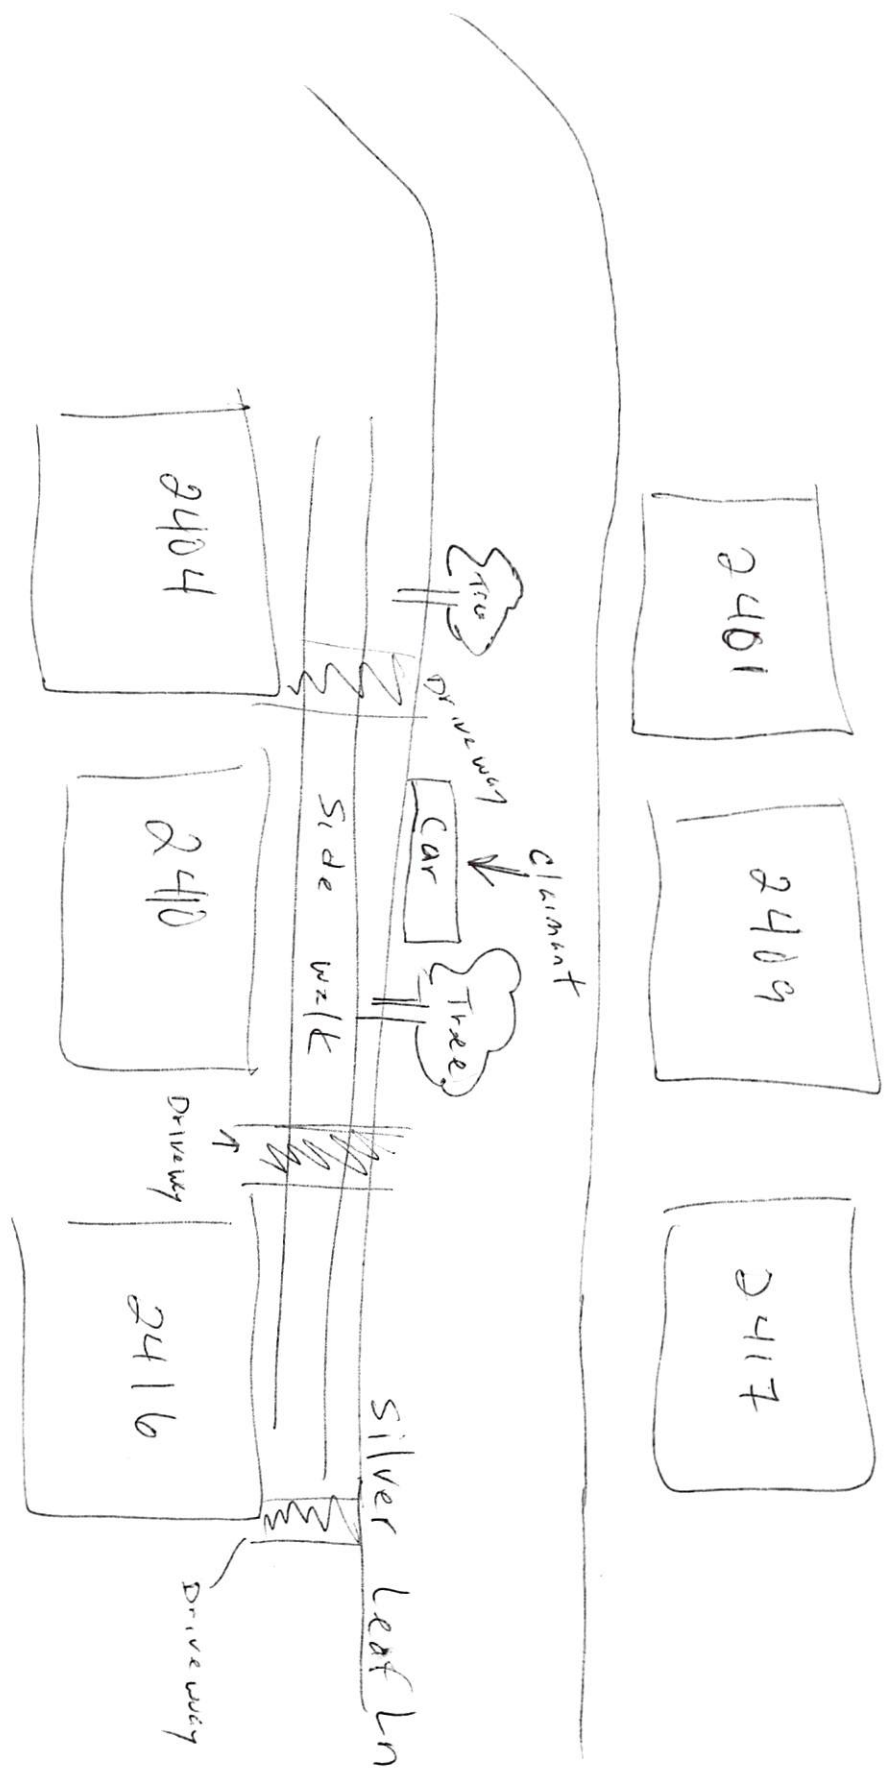 2401
2409
2417
Claimant
Tree
Driveway
Car
Tree
Silver Leaf Ln
Side walk
2404
2410
Driveway
2416
Driveway